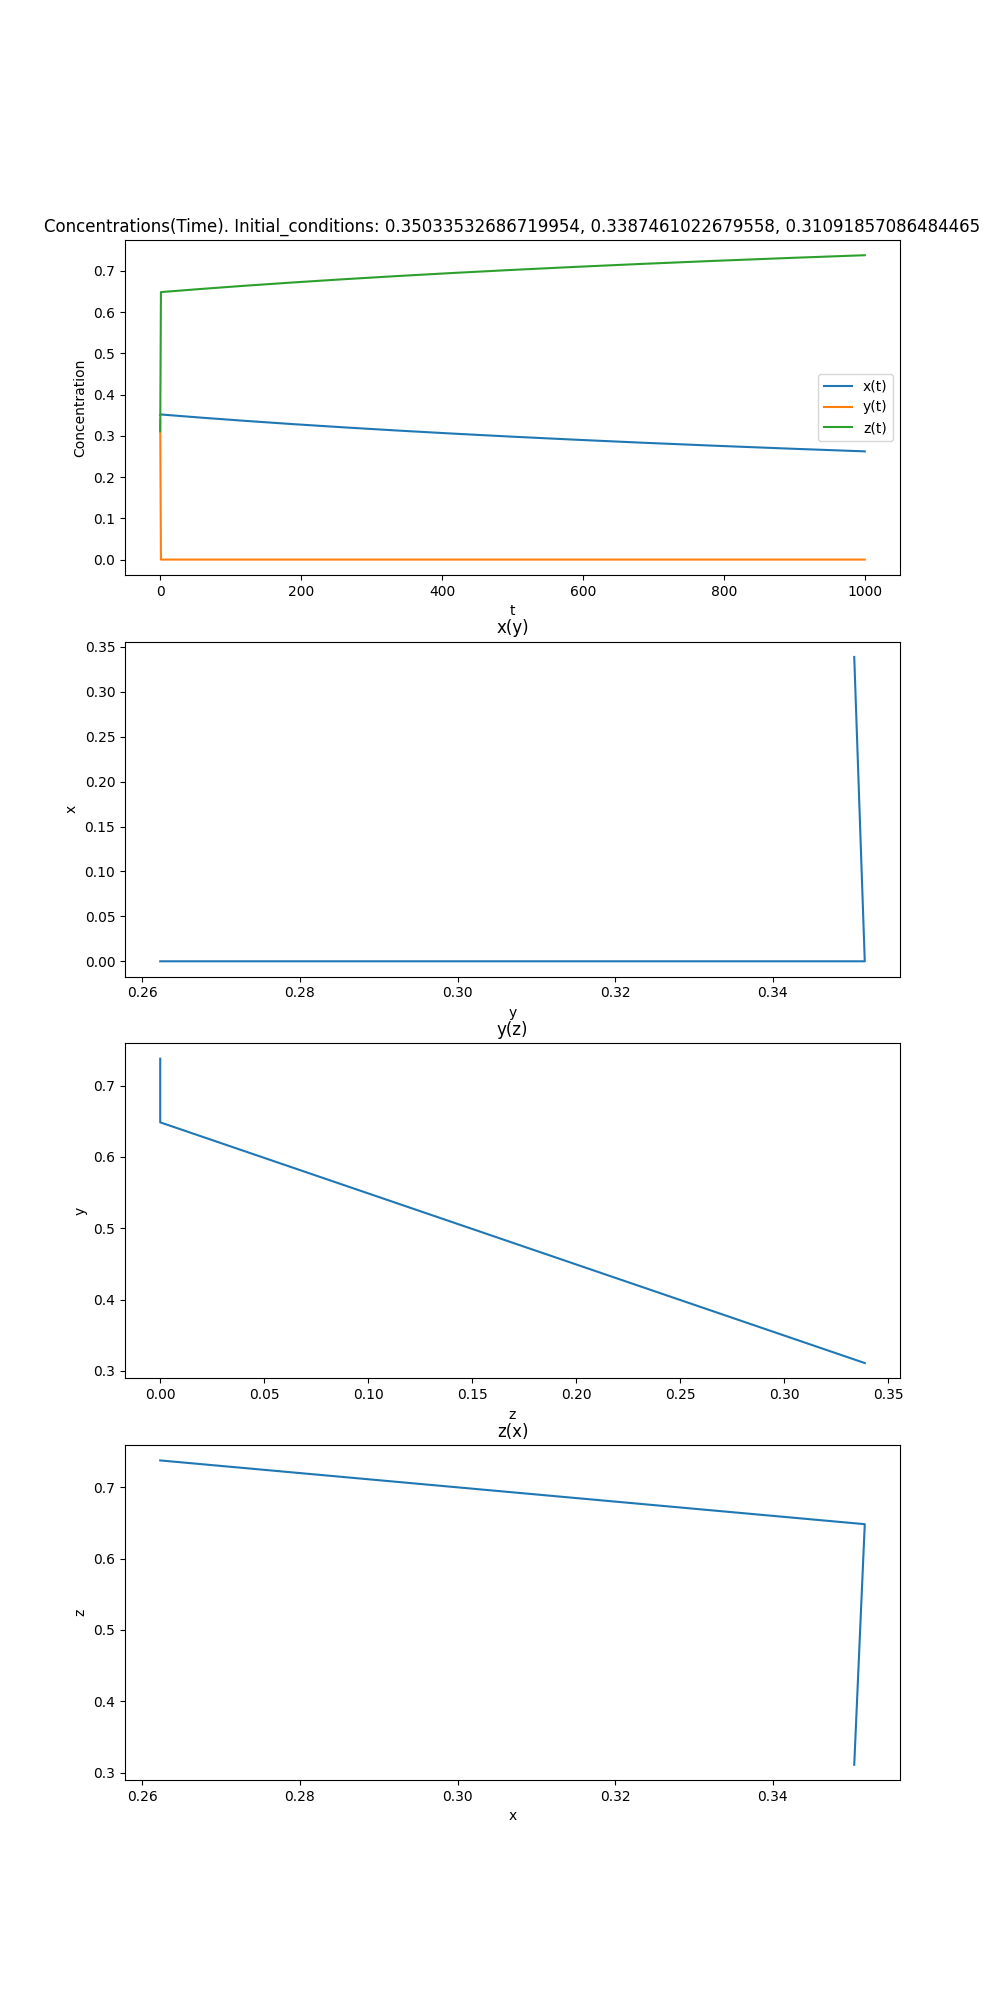 Concentrations(Time). Initial_conditions: 0.35033532686719954, 0.3387461022679558, 0.31091857086484465
0.7
0.6
0.5
0.4
0.3
0.2
0.1
0.0
Concentration
x(t)
y(t)
z(t)
0 200 400 600 800 1000
t
x(y)
0.35
0.30
0.25
0.20
0.15
0.10
0.05
0.00
x
0.26 0.28 0.30 0.32 0.34
y
y(z)
0.7
0.6
0.5
0.4
0.3
y
0.00 0.05 0.10 0.15 0.20 0.25 0.30 0.35
z
z(x)
0.7
0.6
0.5
0.4
0.3
z
0.26 0.28 0.30 0.32 0.34
x